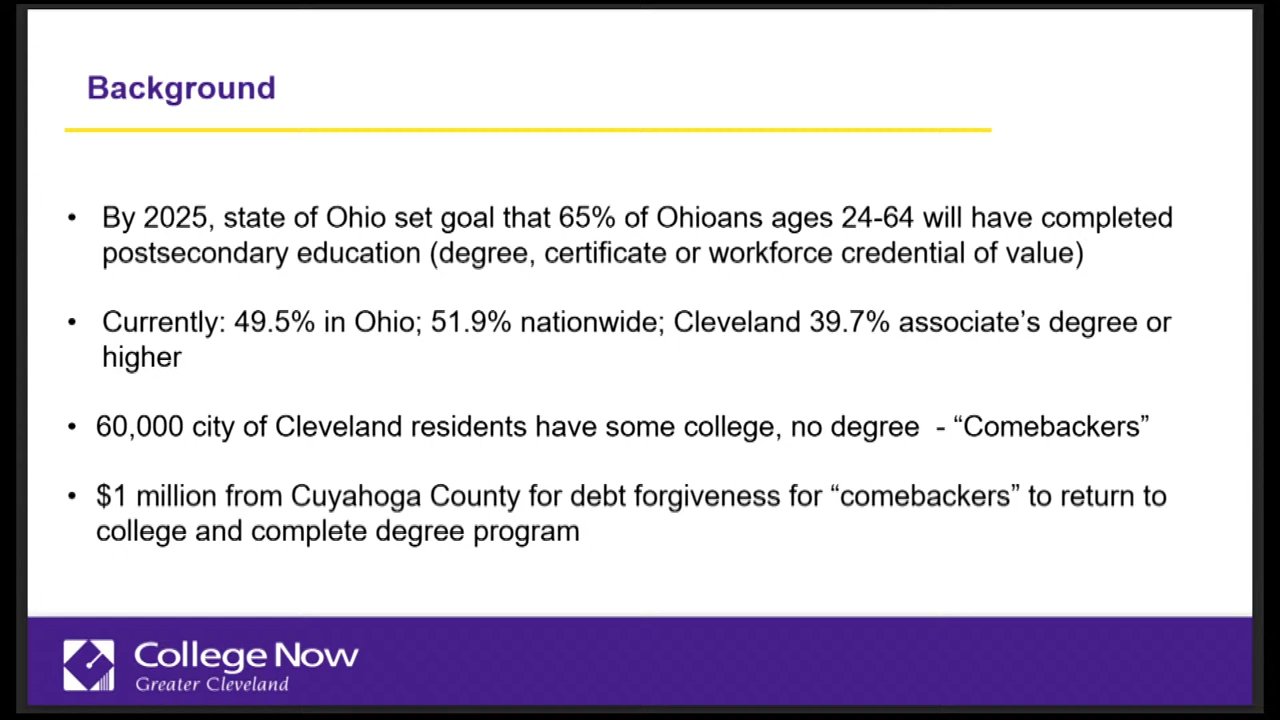 Background
• By 2025, state of Ohio set goal that 65% of Ohioans ages 24-64 will have completed
postsecondary education (degree, certificate or workforce credential of value)
• Currently: 49.5% in Ohio; 51.9% nationwide; Cleveland 39.7% associate’s degree or
higher
• 60,000 city of Cleveland residents have some college, no degree - “Comebackers”
• $1 million from Cuyahoga County for debt forgiveness for “comebackers” to return to
college and complete degree program
College Now
Greater Cleveland